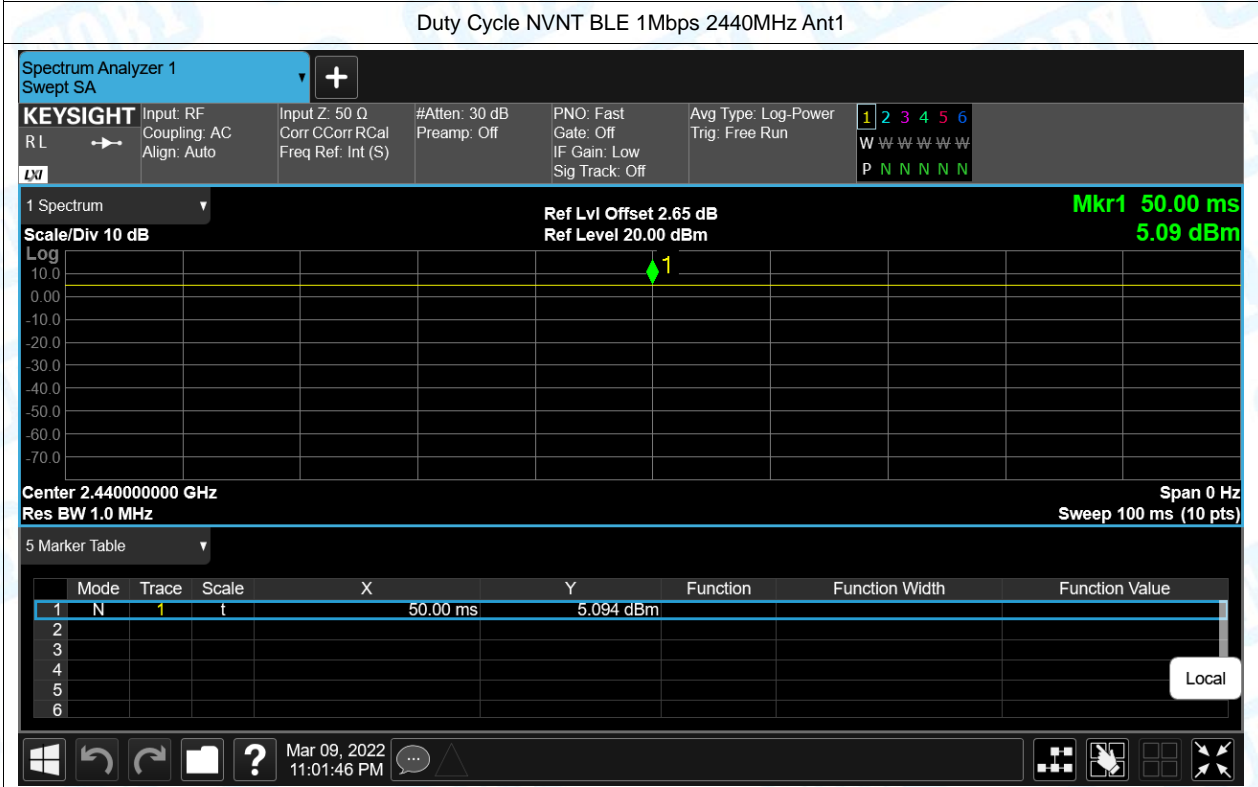 Duty Cycle NVNT BLE 1Mbps 2440MHz Ant1
Spectrum Analyzer 1
Swept SA
KEYSIGHT
R L
LXI
Input: RF
Coupling: AC
Align: Auto
Input Z: 50 Ω
Corr CCorr RCal
Freq Ref: Int (S)
#Atten: 30 dB
Preamp: Off
PNO: Fast
Gate: Off
IF Gain: Low
Sig Track: Off
Avg Type: Log-Power
Trig: Free Run
1 2 3 4 5 6
W W W W W W
P N N N N N
1 Spectrum
Scale/Div 10 dB
Ref Lvl Offset 2.65 dB
Ref Level 20.00 dBm
Mkr1 50.00 ms
5.09 dBm
Log
1
10.0
0.00
-10.0
-20.0
-30.0
-40.0
-50.0
-60.0
-70.0
Center 2.440000000 GHz
Res BW 1.0 MHz
Span 0 Hz
Sweep 100 ms (10 pts)
5 Marker Table
Mode Trace Scale X Y Function Function Width Function Value
1 N 1 t 50.00 ms 5.094 dBm
2
3
4
5
6
Local
?
Mar 09, 2022
11:01:46 PM